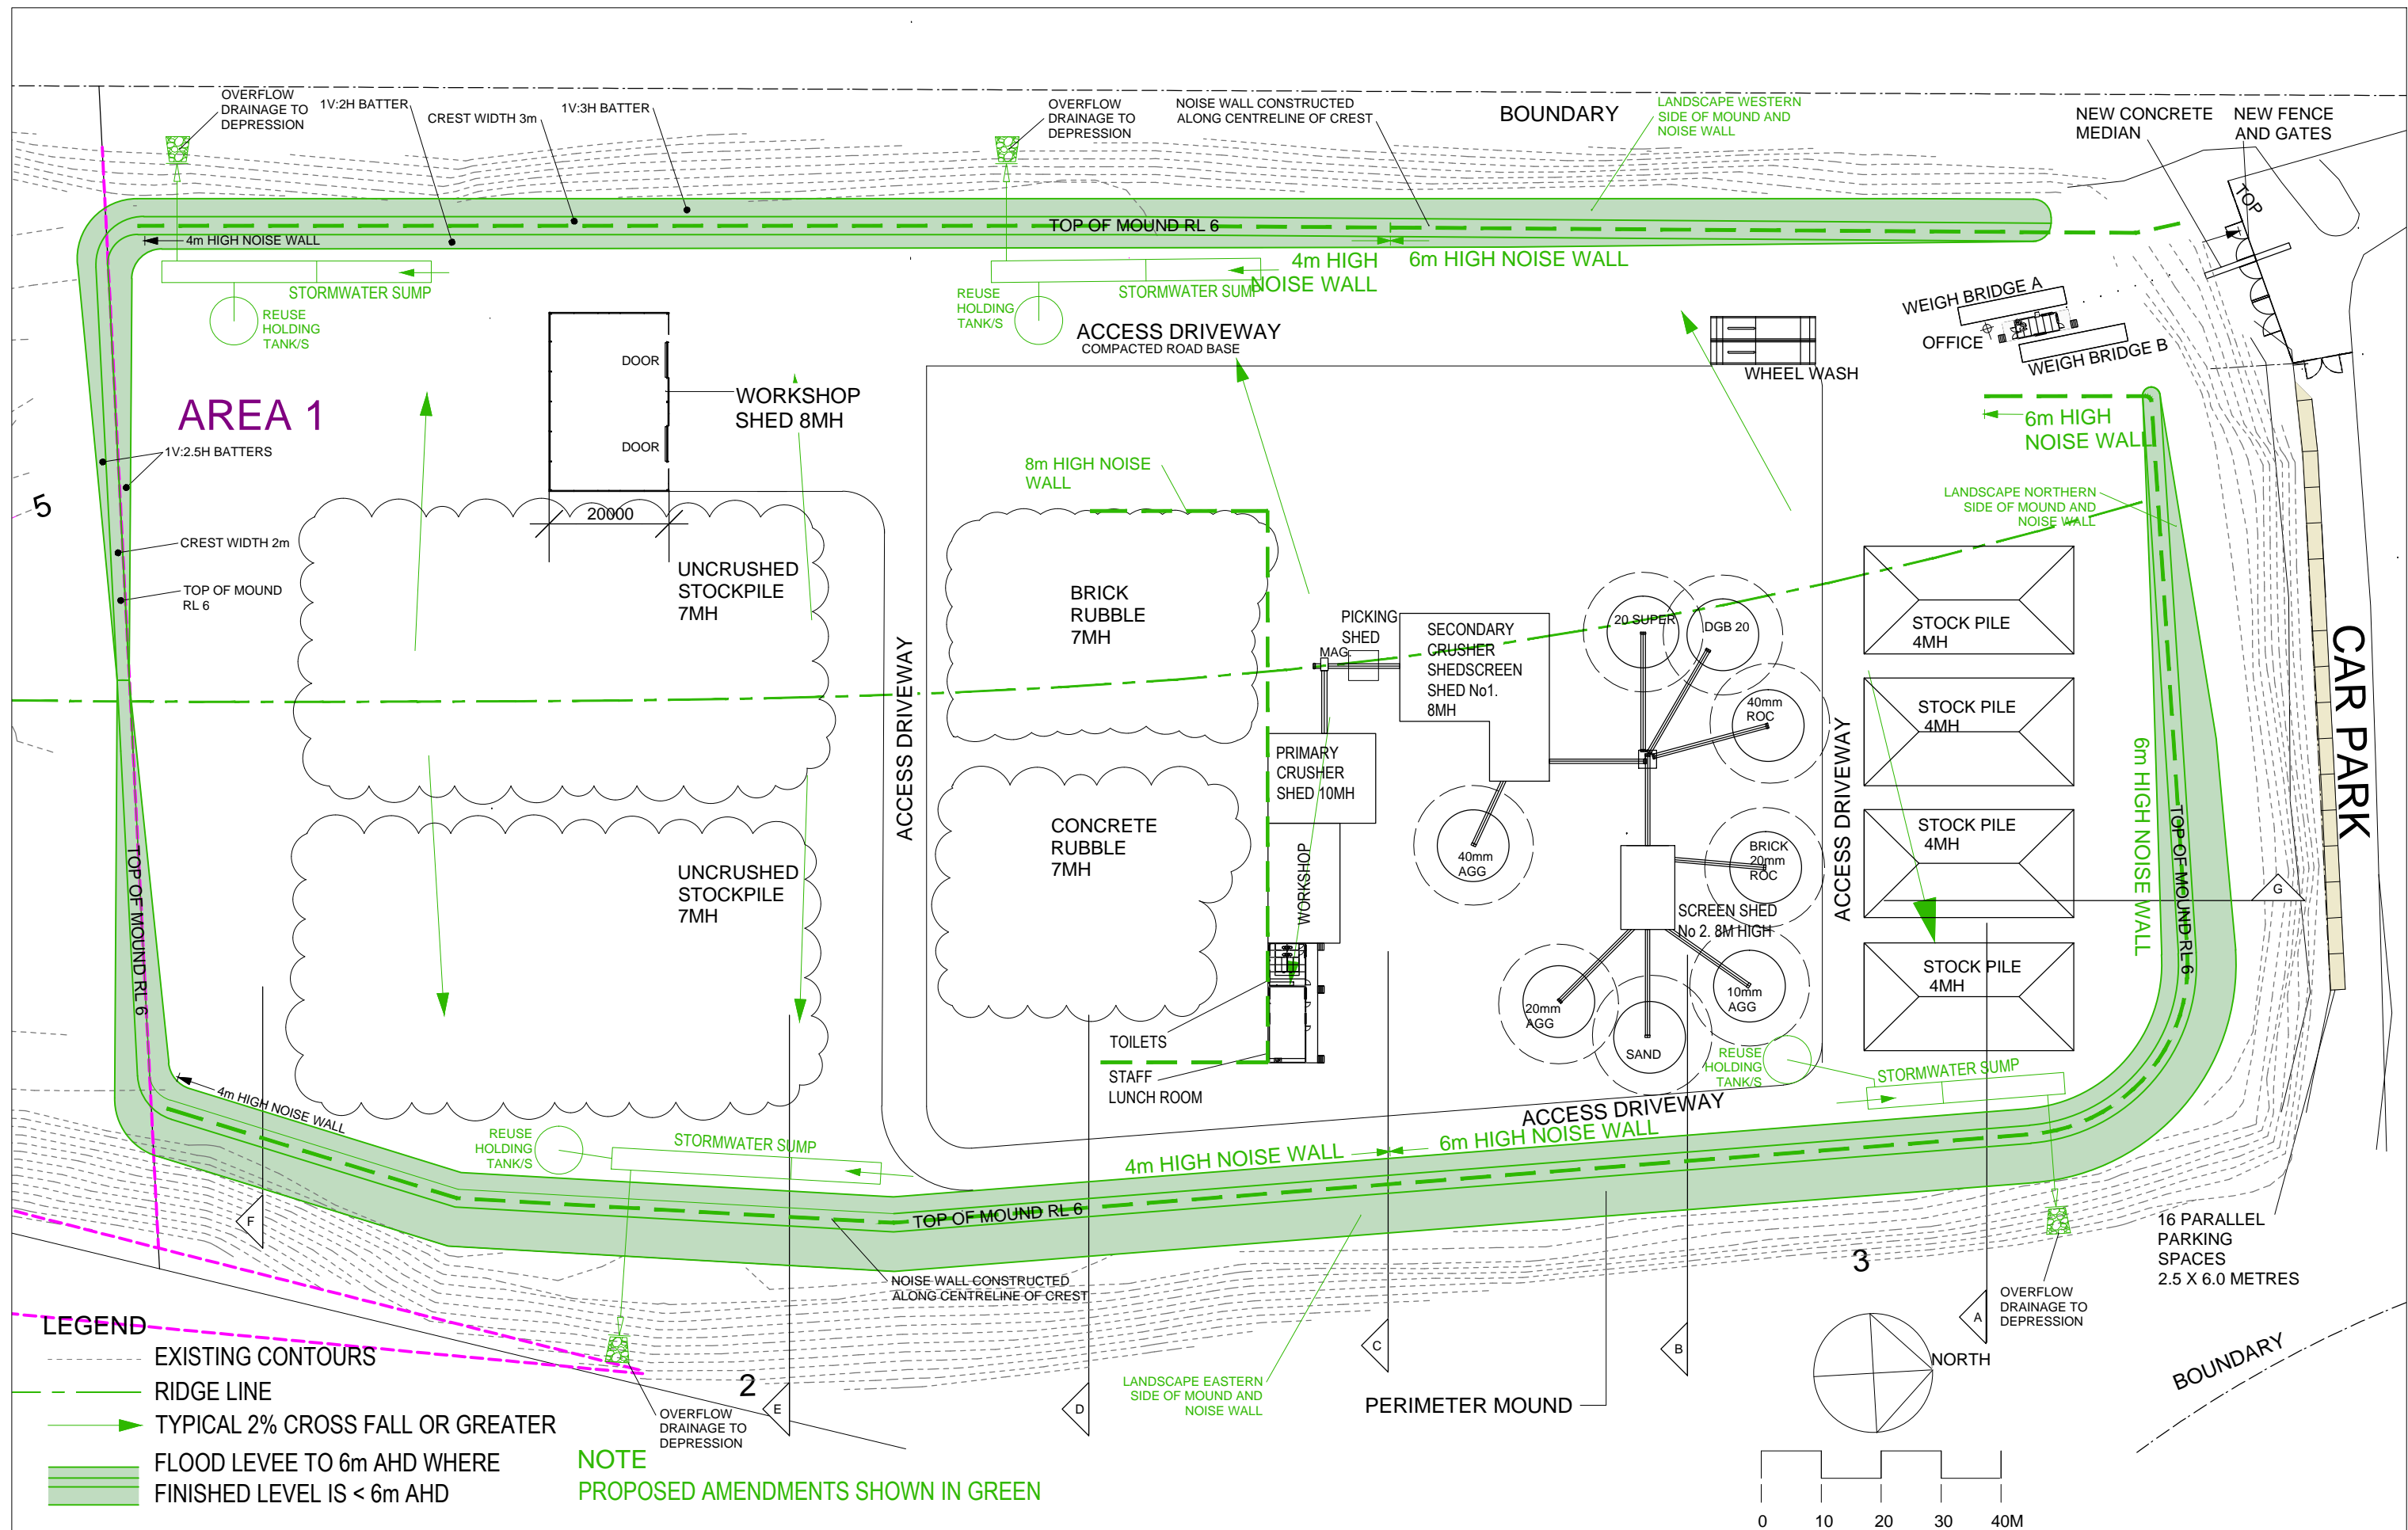 OVERFLOW
DRAINAGE TO
DEPRESSION
1V:2H BATTER
CREST WIDTH 3m
1V:3H BATTER
OVERFLOW
DRAINAGE TO
DEPRESSION
NOISE WALL CONSTRUCTED
ALONG CENTRELINE OF CREST
BOUNDARY
LANDSCAPE WESTERN
SIDE OF MOUND AND
NOISE WALL
NEW CONCRETE
MEDIAN
NEW FENCE
AND GATES
TOP
4m HIGH NOISE WALL
TOP OF MOUND RL 6
4m HIGH
NOISE WALL
6m HIGH NOISE WALL
STORMWATER SUMP
REUSE
HOLDING
TANK/S
REUSE
HOLDING
TANK/S
STORMWATER SUMP
ACCESS DRIVEWAY
COMPACTED ROAD BASE
WEIGH BRIDGE A
OFFICE
WEIGH BRIDGE B
WHEEL WASH
DOOR
DOOR
WORKSHOP
SHED 8MH
AREA 1
1V:2.5H BATTERS
6m HIGH
NOISE WALL
8m HIGH NOISE
WALL
LANDSCAPE NORTHERN
SIDE OF MOUND AND
NOISE WALL
5
20000
CREST WIDTH 2m
TOP OF MOUND
RL 6
UNCRUSHED
STOCKPILE
7MH
BRICK
RUBBLE
7MH
PICKING
SHED
MAG.
SECONDARY
CRUSHER
SHEDSCREEN
SHED No1.
8MH
20 SUPER
DGB 20
40mm
ROC
STOCK PILE
4MH
STOCK PILE
4MH
STOCK PILE
4MH
STOCK PILE
4MH
CAR PARK
ACCESS DRIVEWAY
PRIMARY
CRUSHER
SHED 10MH
ACCESS DRIVEWAY
6m HIGH NOISE WALL
TOP OF MOUND RL 6
G
CONCRETE
RUBBLE
7MH
WORKSHOP
40mm
AGG
BRICK
20mm
ROC
SCREEN SHED
No 2. 8M HIGH
UNCRUSHED
STOCKPILE
7MH
TOP OF MOUND RL 6
20mm
AGG
10mm
AGG
SAND
TOILETS
STAFF
LUNCH ROOM
REUSE
HOLDING
TANK/S
STORMWATER SUMP
ACCESS DRIVEWAY
4m HIGH NOISE WALL
REUSE
HOLDING
TANK/S
STORMWATER SUMP
4m HIGH NOISE WALL
6m HIGH NOISE WALL
TOP OF MOUND RL 6
F
NOISE WALL CONSTRUCTED
ALONG CENTRELINE OF CREST
3
16 PARALLEL
PARKING
SPACES
2.5 X 6.0 METRES
OVERFLOW
DRAINAGE TO
DEPRESSION
A
B
C
D
E
2
NORTH
BOUNDARY
LANDSCAPE EASTERN
SIDE OF MOUND AND
NOISE WALL
PERIMETER MOUND
OVERFLOW
DRAINAGE TO
DEPRESSION
LEGEND
EXISTING CONTOURS
RIDGE LINE
TYPICAL 2% CROSS FALL OR GREATER
FLOOD LEVEE TO 6m AHD WHERE
FINISHED LEVEL IS < 6m AHD
NOTE
PROPOSED AMENDMENTS SHOWN IN GREEN
0 10 20 30 40M